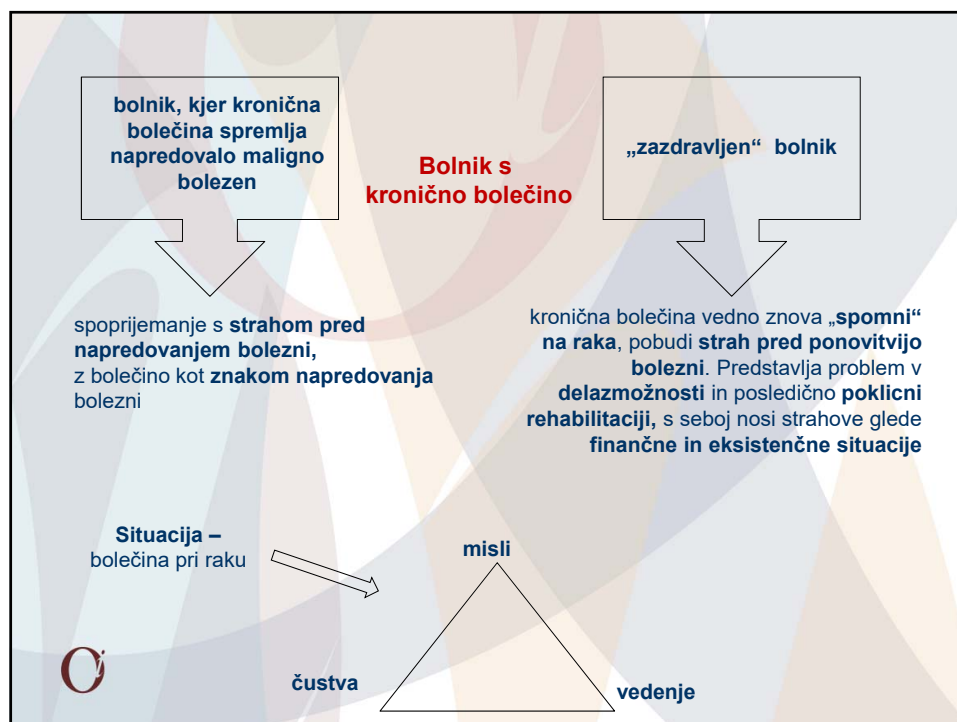 bolnik, kjer kronična
bolečina spremlja
napredovalo maligno
bolezen
Bolnik s
kronično bolečino
„zazdravljen“ bolnik
spoprijemanje s strahom pred
napredovanjem bolezni,
z bolečino kot znakom napredovanja
bolezni
kronična bolečina vedno znova „spomni“
na raka, pobudi strah pred ponovitvijo
bolezni. Predstavlja problem v
delazmožnosti in posledično poklicni
rehabilitaciji, s seboj nosi strahove glede
finančne in eksistenčne situacije
Situacija –
bolečina pri raku
misli
čustva
vedenje
Oi